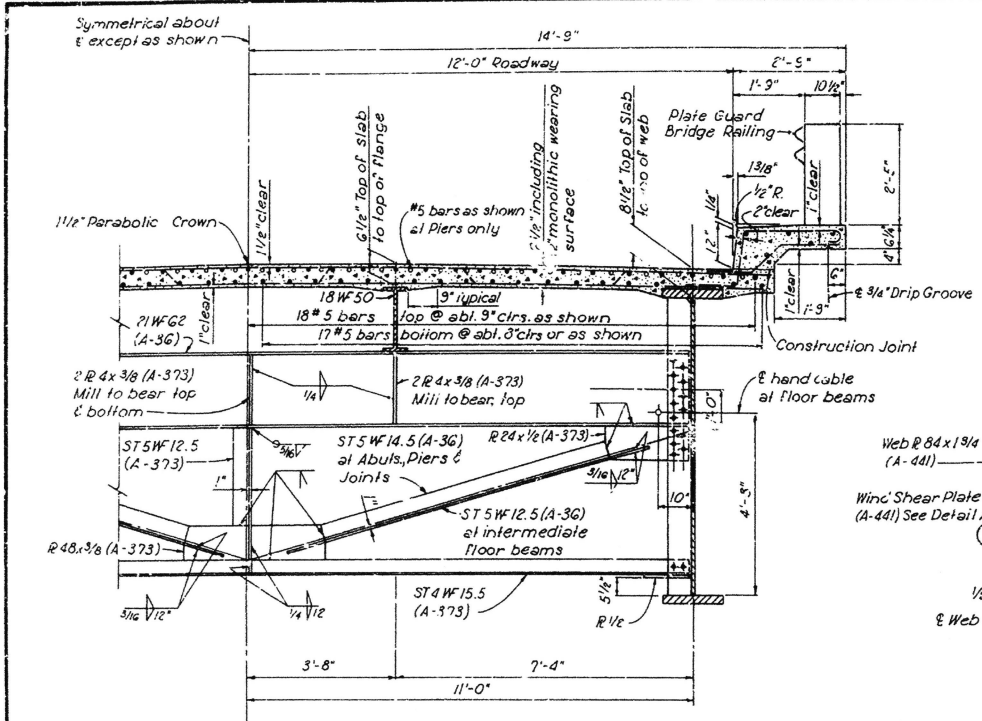 Symmetrical about
℄ except as shown
14'-9"
12'-0" Roadway
2'-9"
1'-9"
10½"
Plate Guard
Bridge Railing
1 3/8"
½" R.
2" clear
1¼"
12"
1" clear
2'-5"
6¼"
4"
1½" Parabolic Crown
1½" clear
6½" Top of Slab
to top of flange
#5 bars as shown
at Piers only
including
2" monolithic wearing
surface
8½" Top of Slab
to top of web
1" clear
1'-9"
℄ 3/4" Drip Groove
Construction Joint
18 WF 50
9" typical
18 #5 bars top @ abt. 9" ctrs. as shown
17 #5 bars bottom @ abt. 8" ctrs or as shown
21 WF 62
(A-36)
1" clear
2 ℞ 4 x 3/8 (A-373)
Mill to bear top
& bottom
1/4
2 ℞ 4 x 3/8 (A-373)
Mill to bear, top
℄ hand cable
at floor beams
1'-0"
ST 5 WF 12.5
(A-373)
5/16
ST 5 WF 14.5 (A-36)
at Abuts., Piers &
Joints
℞ 24 x 1/2 (A-373)
3/16 12"
1"
10"
4'-9"
ST 5 WF 12.5 (A-36)
at intermediate
floor beams
℞ 48 x 3/8 (A-373)
3/16 12"
1/4 12
ST 4 WF 15.5
(A-373)
5½"
℞ 1/2
Web ℞ 84 x 1 3/4
(A-441)
Wind Shear Plate
(A-441) See Detail
℄ Web
3'-8"
7'-4"
11'-0"